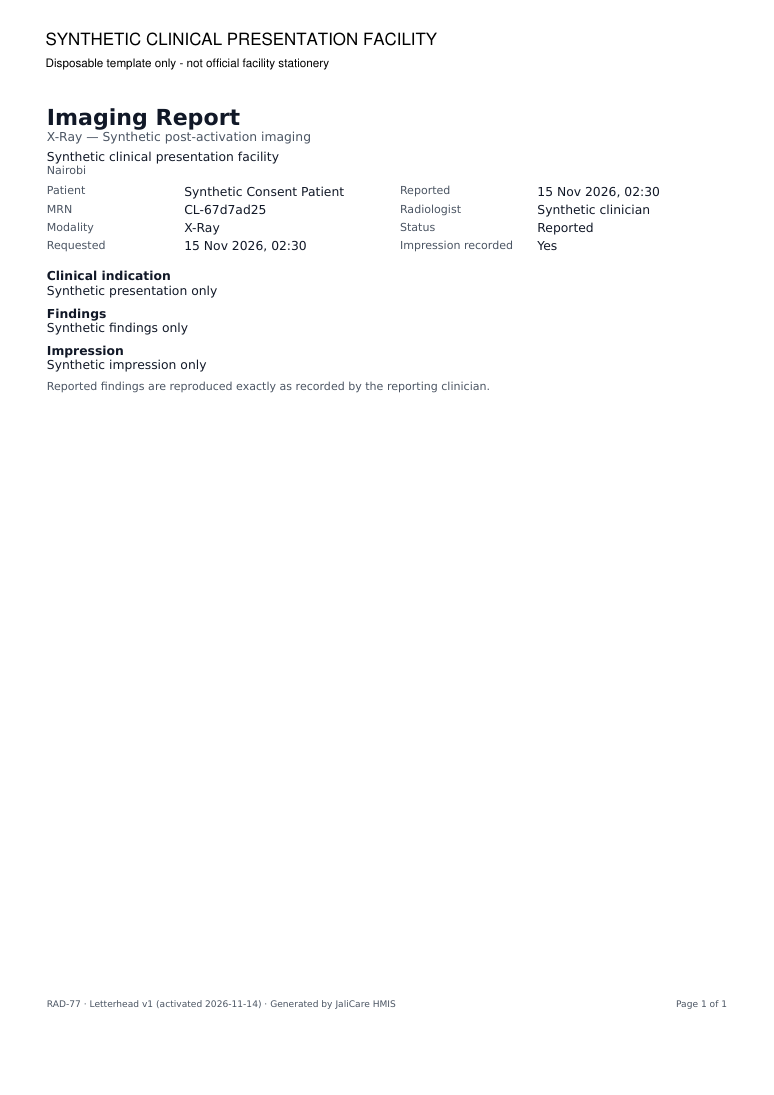 SYNTHETIC CLINICAL PRESENTATION FACILITY
Disposable template only - not official facility stationery
Imaging Report
X-Ray — Synthetic post-activation imaging
Synthetic clinical presentation facility
Nairobi
Patient Synthetic Consent Patient Reported 15 Nov 2026, 02:30
MRN CL-67d7ad25 Radiologist Synthetic clinician
Modality X-Ray Status Reported
Requested 15 Nov 2026, 02:30 Impression recorded Yes
Clinical indication
Synthetic presentation only
Findings
Synthetic findings only
Impression
Synthetic impression only
Reported findings are reproduced exactly as recorded by the reporting clinician.
RAD-77 · Letterhead v1 (activated 2026-11-14) · Generated by JaliCare HMIS Page 1 of 1